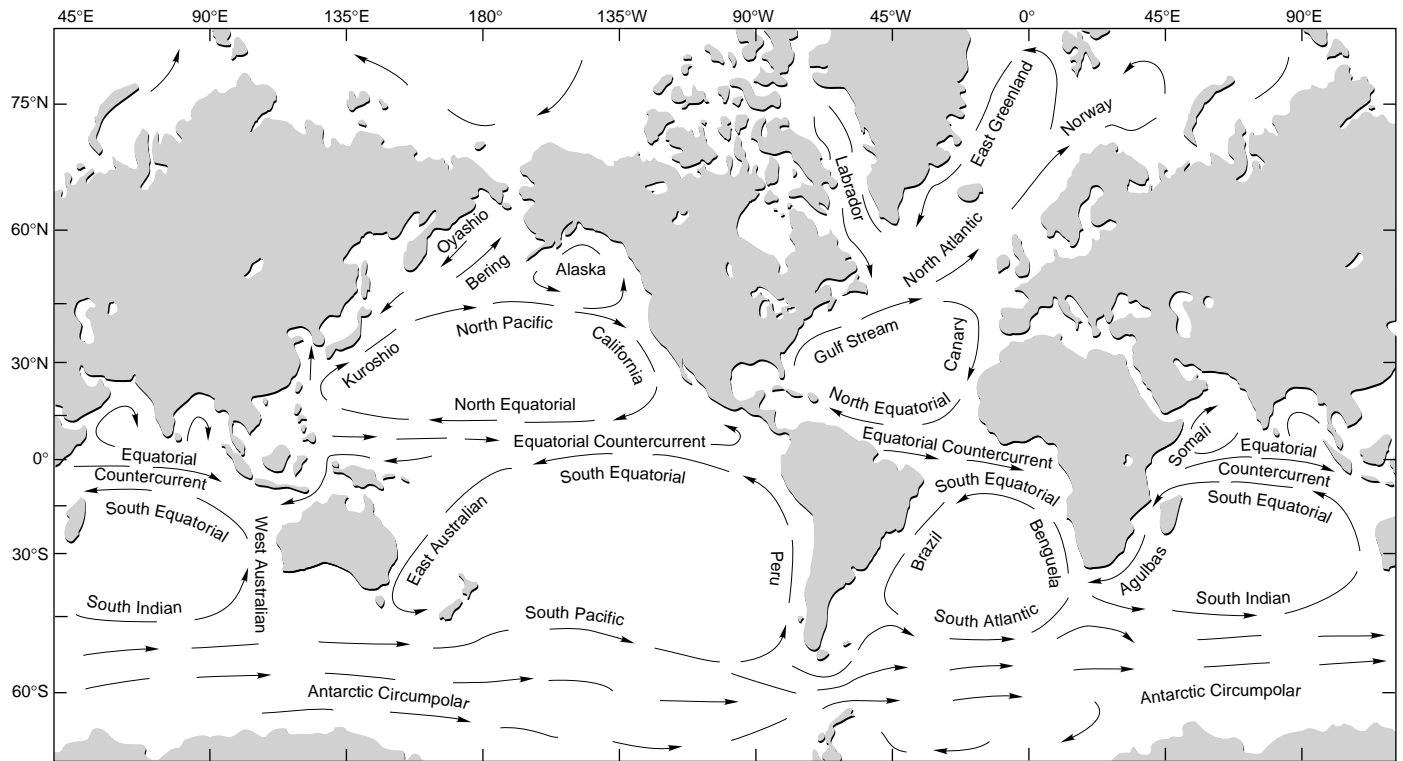 45°E 90°E 135°E 180° 135°W 90°W 45°W 0° 45°E 90°E
75°N
60°N
30°N
0°
30°S
60°S
East Greenland
Norway
Labrador
Oyashio
Bering
Alaska
North Atlantic
North Pacific
Kuroshio
California
Gulf Stream
Canary
North Equatorial
North Equatorial
Equatorial Countercurrent
Equatorial Countercurrent
Somali
Equatorial
Countercurrent
Equatorial
Countercurrent
South Equatorial
South Equatorial
South Equatorial
South Equatorial
West Australian
East Australian
Peru
Brazil
Benguela
Agulbas
South Indian
South Pacific
South Atlantic
South Indian
Antarctic Circumpolar
Antarctic Circumpolar